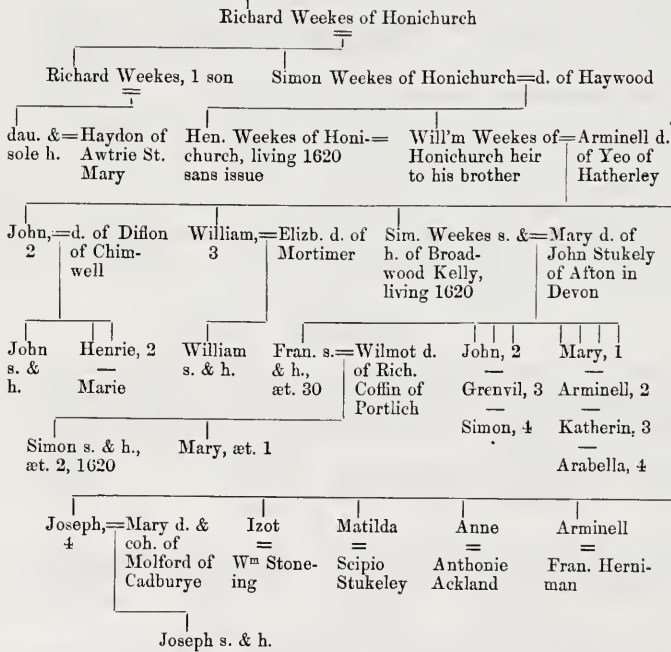 Richard Weekes of Honichurch
=
Richard Weekes, 1 son
=
Simon Weekes of Honichurch=d. of Haywood
dau. &=Haydon of
sole h. Awtrie St.
Mary
Hen. Weekes of Honi-=
church, living 1620
sans issue
Will'm Weekes of=Arminell d.
Honichurch heir of Yeo of
to his brother Hatherley
John,=d. of Diflon
2 of Chim-
well
William,=Elizb. d. of
3 Mortimer
Sim. Weekes s. &=Mary d. of
h. of Broad- John Stukely
wood Kelly, of Afton in
living 1620 Devon
John
s. &
h.
Henrie, 2
—
Marie
William
s. & h.
Fran. s.=Wilmot d.
& h., of Rich.
æt. 30 Coffin of
Portlich
John, 2
—
Grenvil, 3
—
Simon, 4
Mary, 1
—
Arminell, 2
—
Katherin, 3
—
Arabella, 4
Simon s. & h.,
æt. 2, 1620
Mary, æt. 1
Joseph,=Mary d. &
4 coh. of
Molford of
Cadburye
Izot
=
Wm Stone-
ing
Matilda
=
Scipio
Stukeley
Anne
=
Anthonie
Ackland
Arminell
=
Fran. Herni-
man
Joseph s. & h.